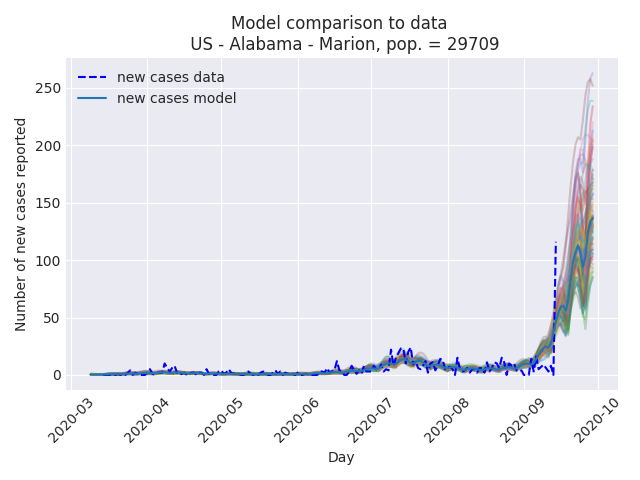 Model comparison to data
US - Alabama - Marion, pop. = 29709
new cases data
new cases model
Number of new cases reported
250
200
150
100
50
0
2020-03
2020-04
2020-05
2020-06
2020-07
2020-08
2020-09
2020-10
Day